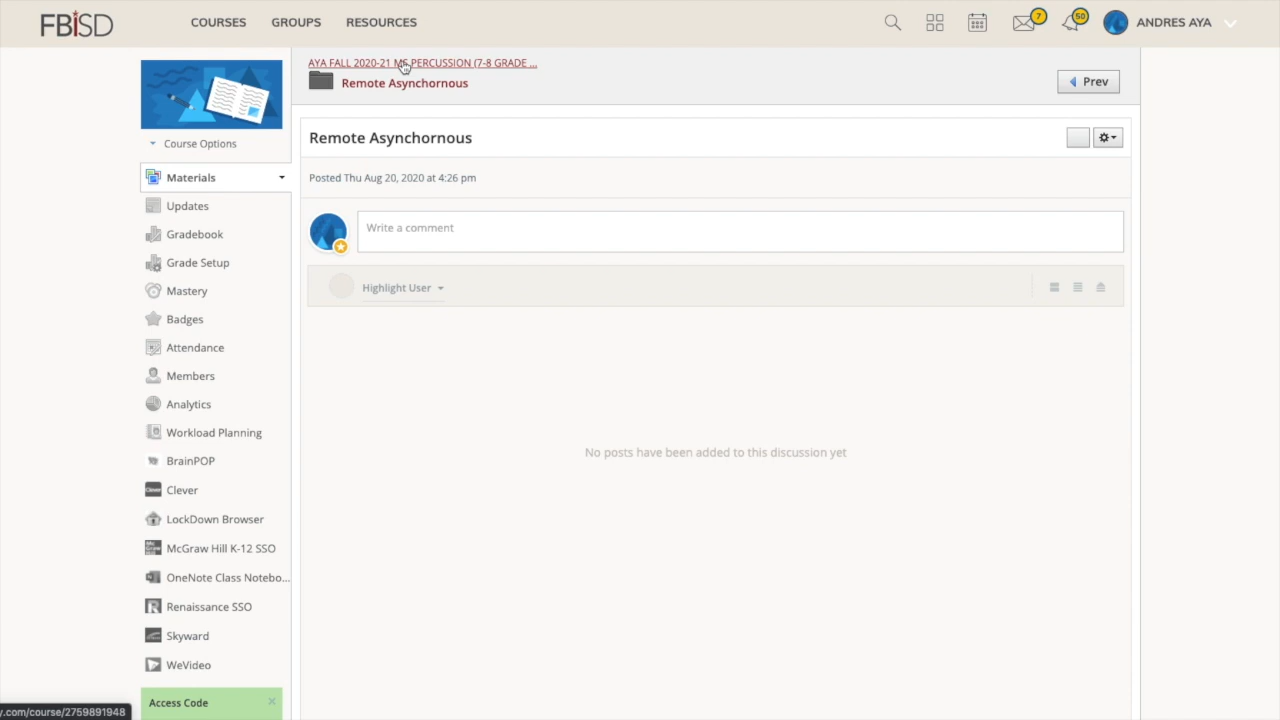 FBiSD
COURSES GROUPS RESOURCES
7
50
ANDRES AYA
AYA FALL 2020-21 MS PERCUSSION (7-8 GRADE ...
Remote Asynchornous
Prev
Course Options
Remote Asynchornous
Materials
Posted Thu Aug 20, 2020 at 4:26 pm
Updates
Write a comment
Gradebook
Grade Setup
Highlight User
Mastery
Badges
Attendance
Members
Analytics
Workload Planning
No posts have been added to this discussion yet
BrainPOP
Clever
LockDown Browser
McGraw Hill K-12 SSO
OneNote Class Notebo...
Renaissance SSO
Skyward
WeVideo
Access Code
y.com/course/2759891948